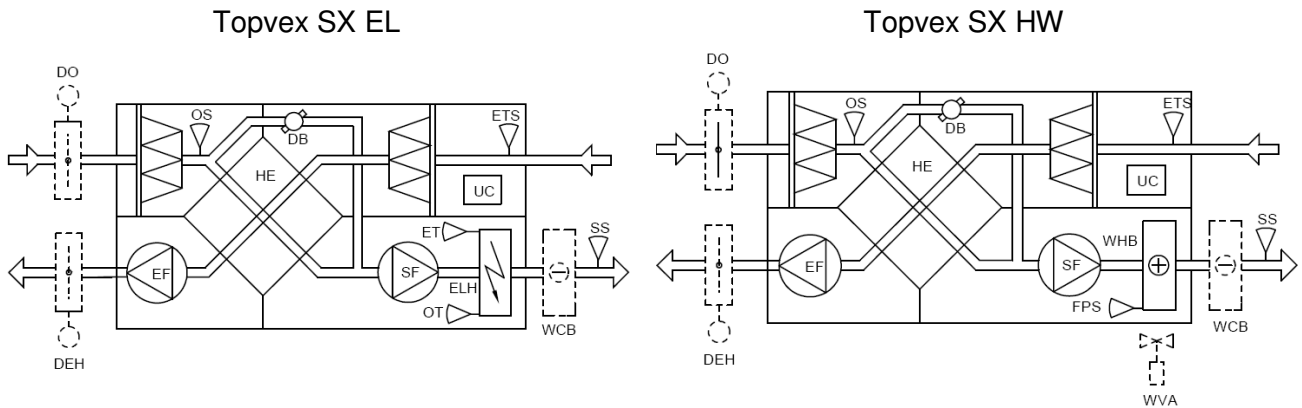 Topvex SX EL
DO
OS
DB
ETS
HE
UC
ET
SS
EF
SF
ELH
OT
WCB
DEH
Topvex SX HW
DO
OS
DB
ETS
HE
UC
SS
WHB
EF
SF
FPS
WCB
DEH
WVA